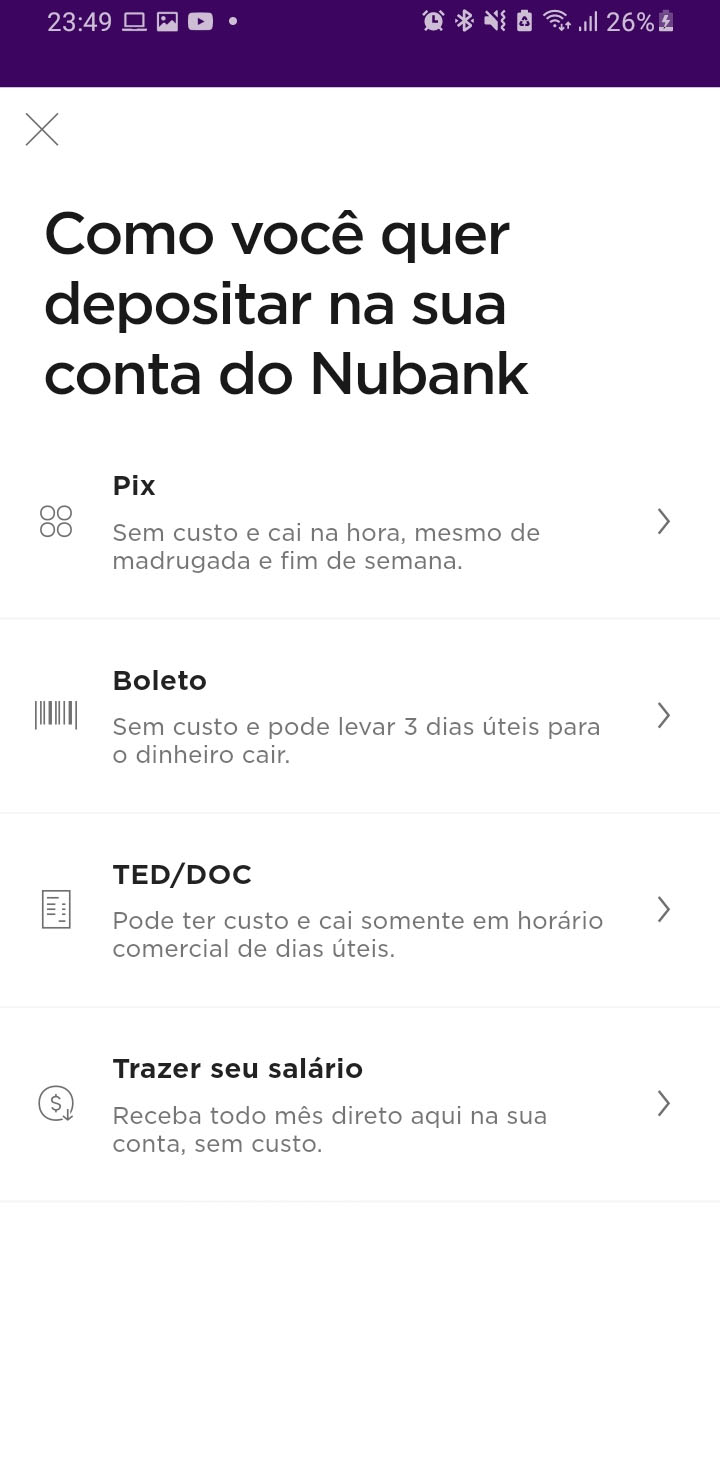 23:49
26%
Como você quer
depositar na sua
conta do Nubank
Pix
Sem custo e cai na hora, mesmo de
madrugada e fim de semana.
Boleto
Sem custo e pode levar 3 dias úteis para
o dinheiro cair.
TED/DOC
Pode ter custo e cai somente em horário
comercial de dias úteis.
Trazer seu salário
Receba todo mês direto aqui na sua
conta, sem custo.